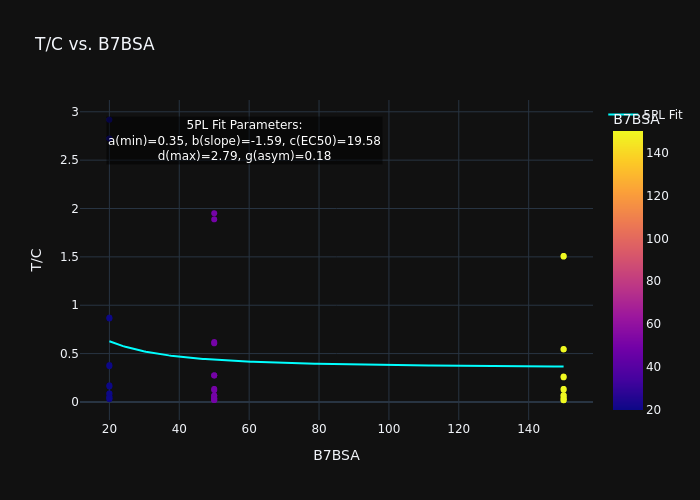 T/C vs. B7BSA
5PL Fit Parameters:
a(min)=0.35, b(slope)=-1.59, c(EC50)=19.58
d(max)=2.79, g(asym)=0.18
T/C
3
2.5
2
1.5
1
0.5
0
20
40
60
80
100
120
140
B7BSA
5PL Fit
B7BSA
140
120
100
80
60
40
20